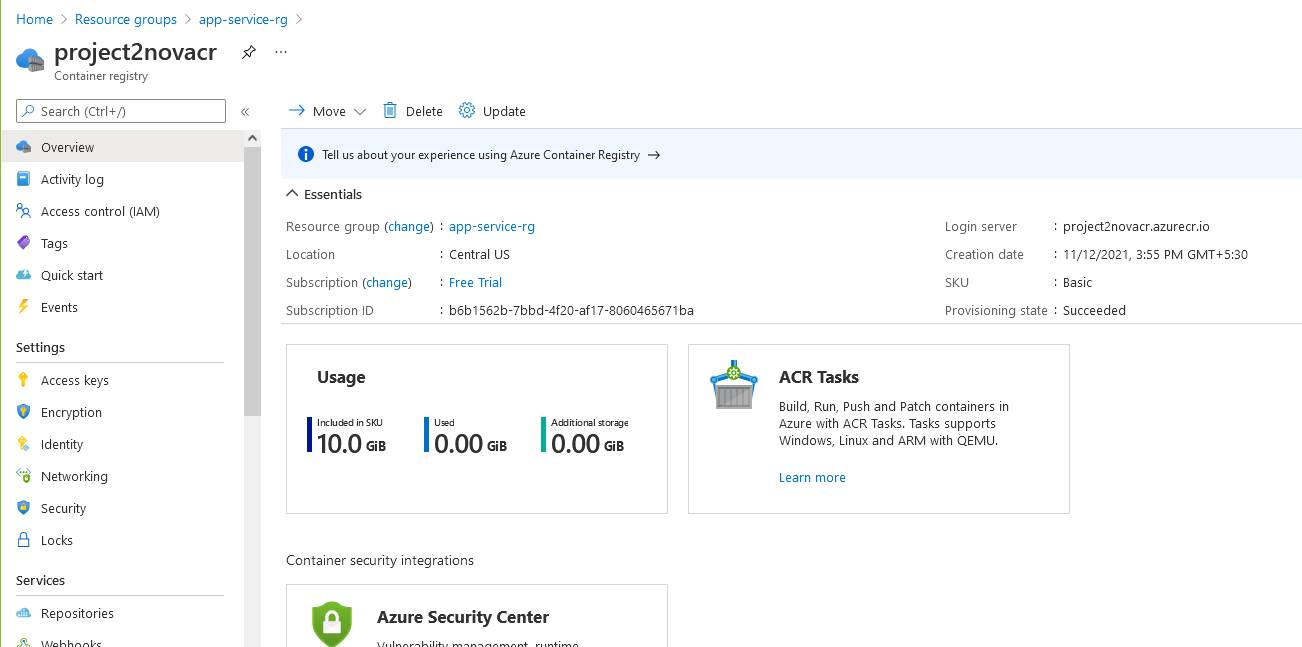 Home > Resource groups > app-service-rg >
project2novacr
...
Container registry
Search (Ctrl+/)
«
Overview
Activity log
Access control (IAM)
Tags
Quick start
Events
Settings
Access keys
Encryption
Identity
Networking
Security
Locks
Services
Repositories
Webhooks
Move
Delete
Update
Tell us about your experience using Azure Container Registry →
Essentials
Resource group (change) : app-service-rg
Location : Central US
Subscription (change) : Free Trial
Subscription ID : b6b1562b-7bbd-4f20-af17-8060465671ba
Login server : project2novacr.azurecr.io
Creation date : 11/12/2021, 3:55 PM GMT+5:30
SKU : Basic
Provisioning state : Succeeded
Usage
Included in SKU
10.0 GiB
Used
0.00 GiB
Additional storage
0.00 GiB
ACR Tasks
Build, Run, Push and Patch containers in
Azure with ACR Tasks. Tasks supports
Windows, Linux and ARM with QEMU.
Learn more
Container security integrations
Azure Security Center
Vulnerability management, runtime